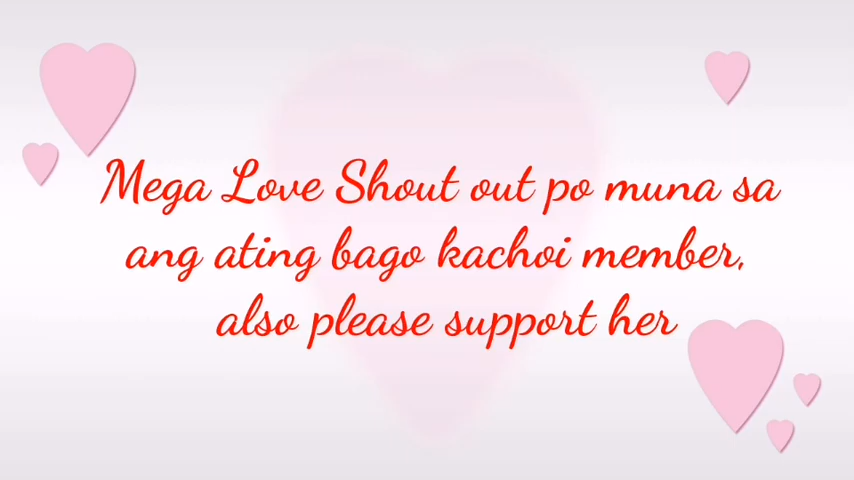 Mega Love Shout out po muna sa
ang ating bago kachoi member,
also please support her